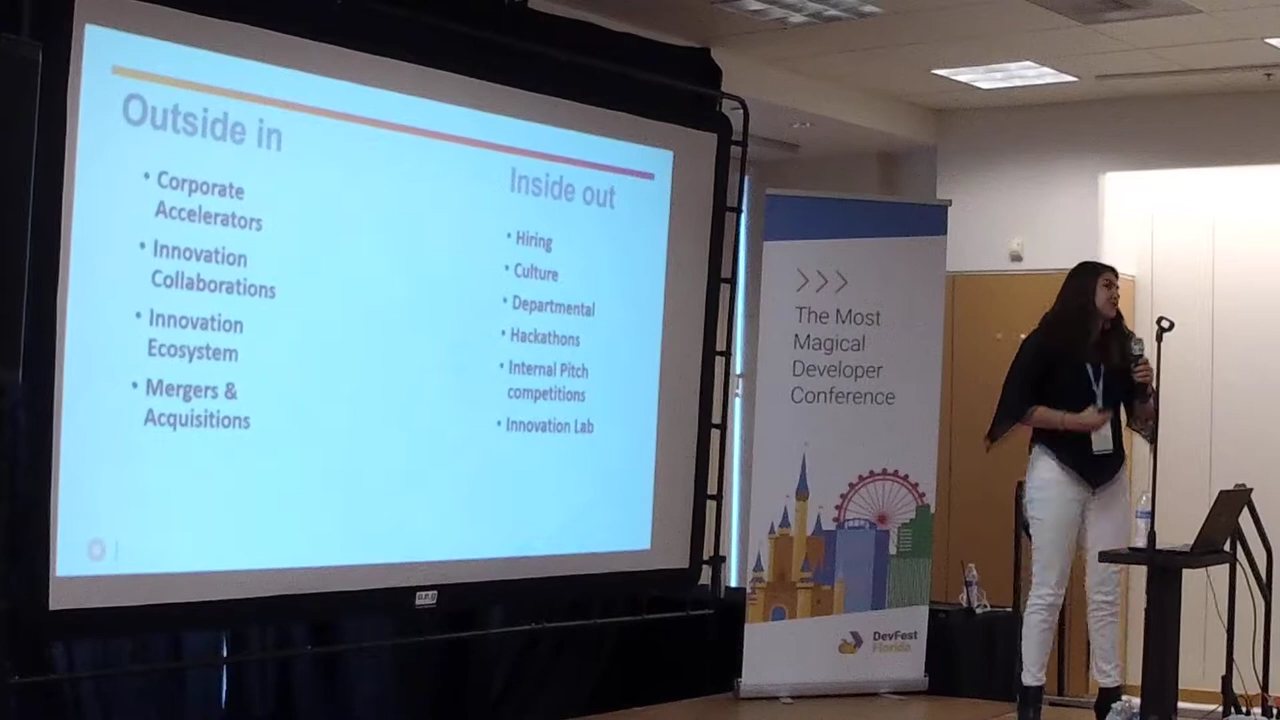 Outside in
• Corporate
Accelerators
• Innovation
Collaborations
• Innovation
Ecosystem
• Mergers &
Acquisitions
Inside out
• Hiring
• Culture
• Departmental
• Hackathons
• Internal Pitch
competitions
• Innovation Lab
The Most
Magical
Developer
Conference
DevFest
Florida